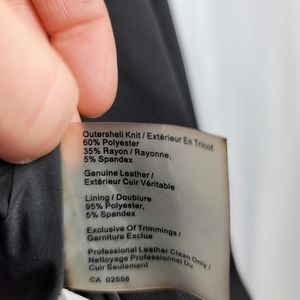 Outershell Knit / Extérieur En Tricot
60% Polyester
35% Rayon / Rayonne,
5% Spandex
Genuine Leather /
Extérieur Cuir Véritable
Lining / Doublure
95% Polyester,
5% Spandex
Exclusive Of Trimmings /
Garniture Exclue
Professional Leather Clean Only /
Nettoyage Professionnel Du
Cuir Seulement
CA 02556